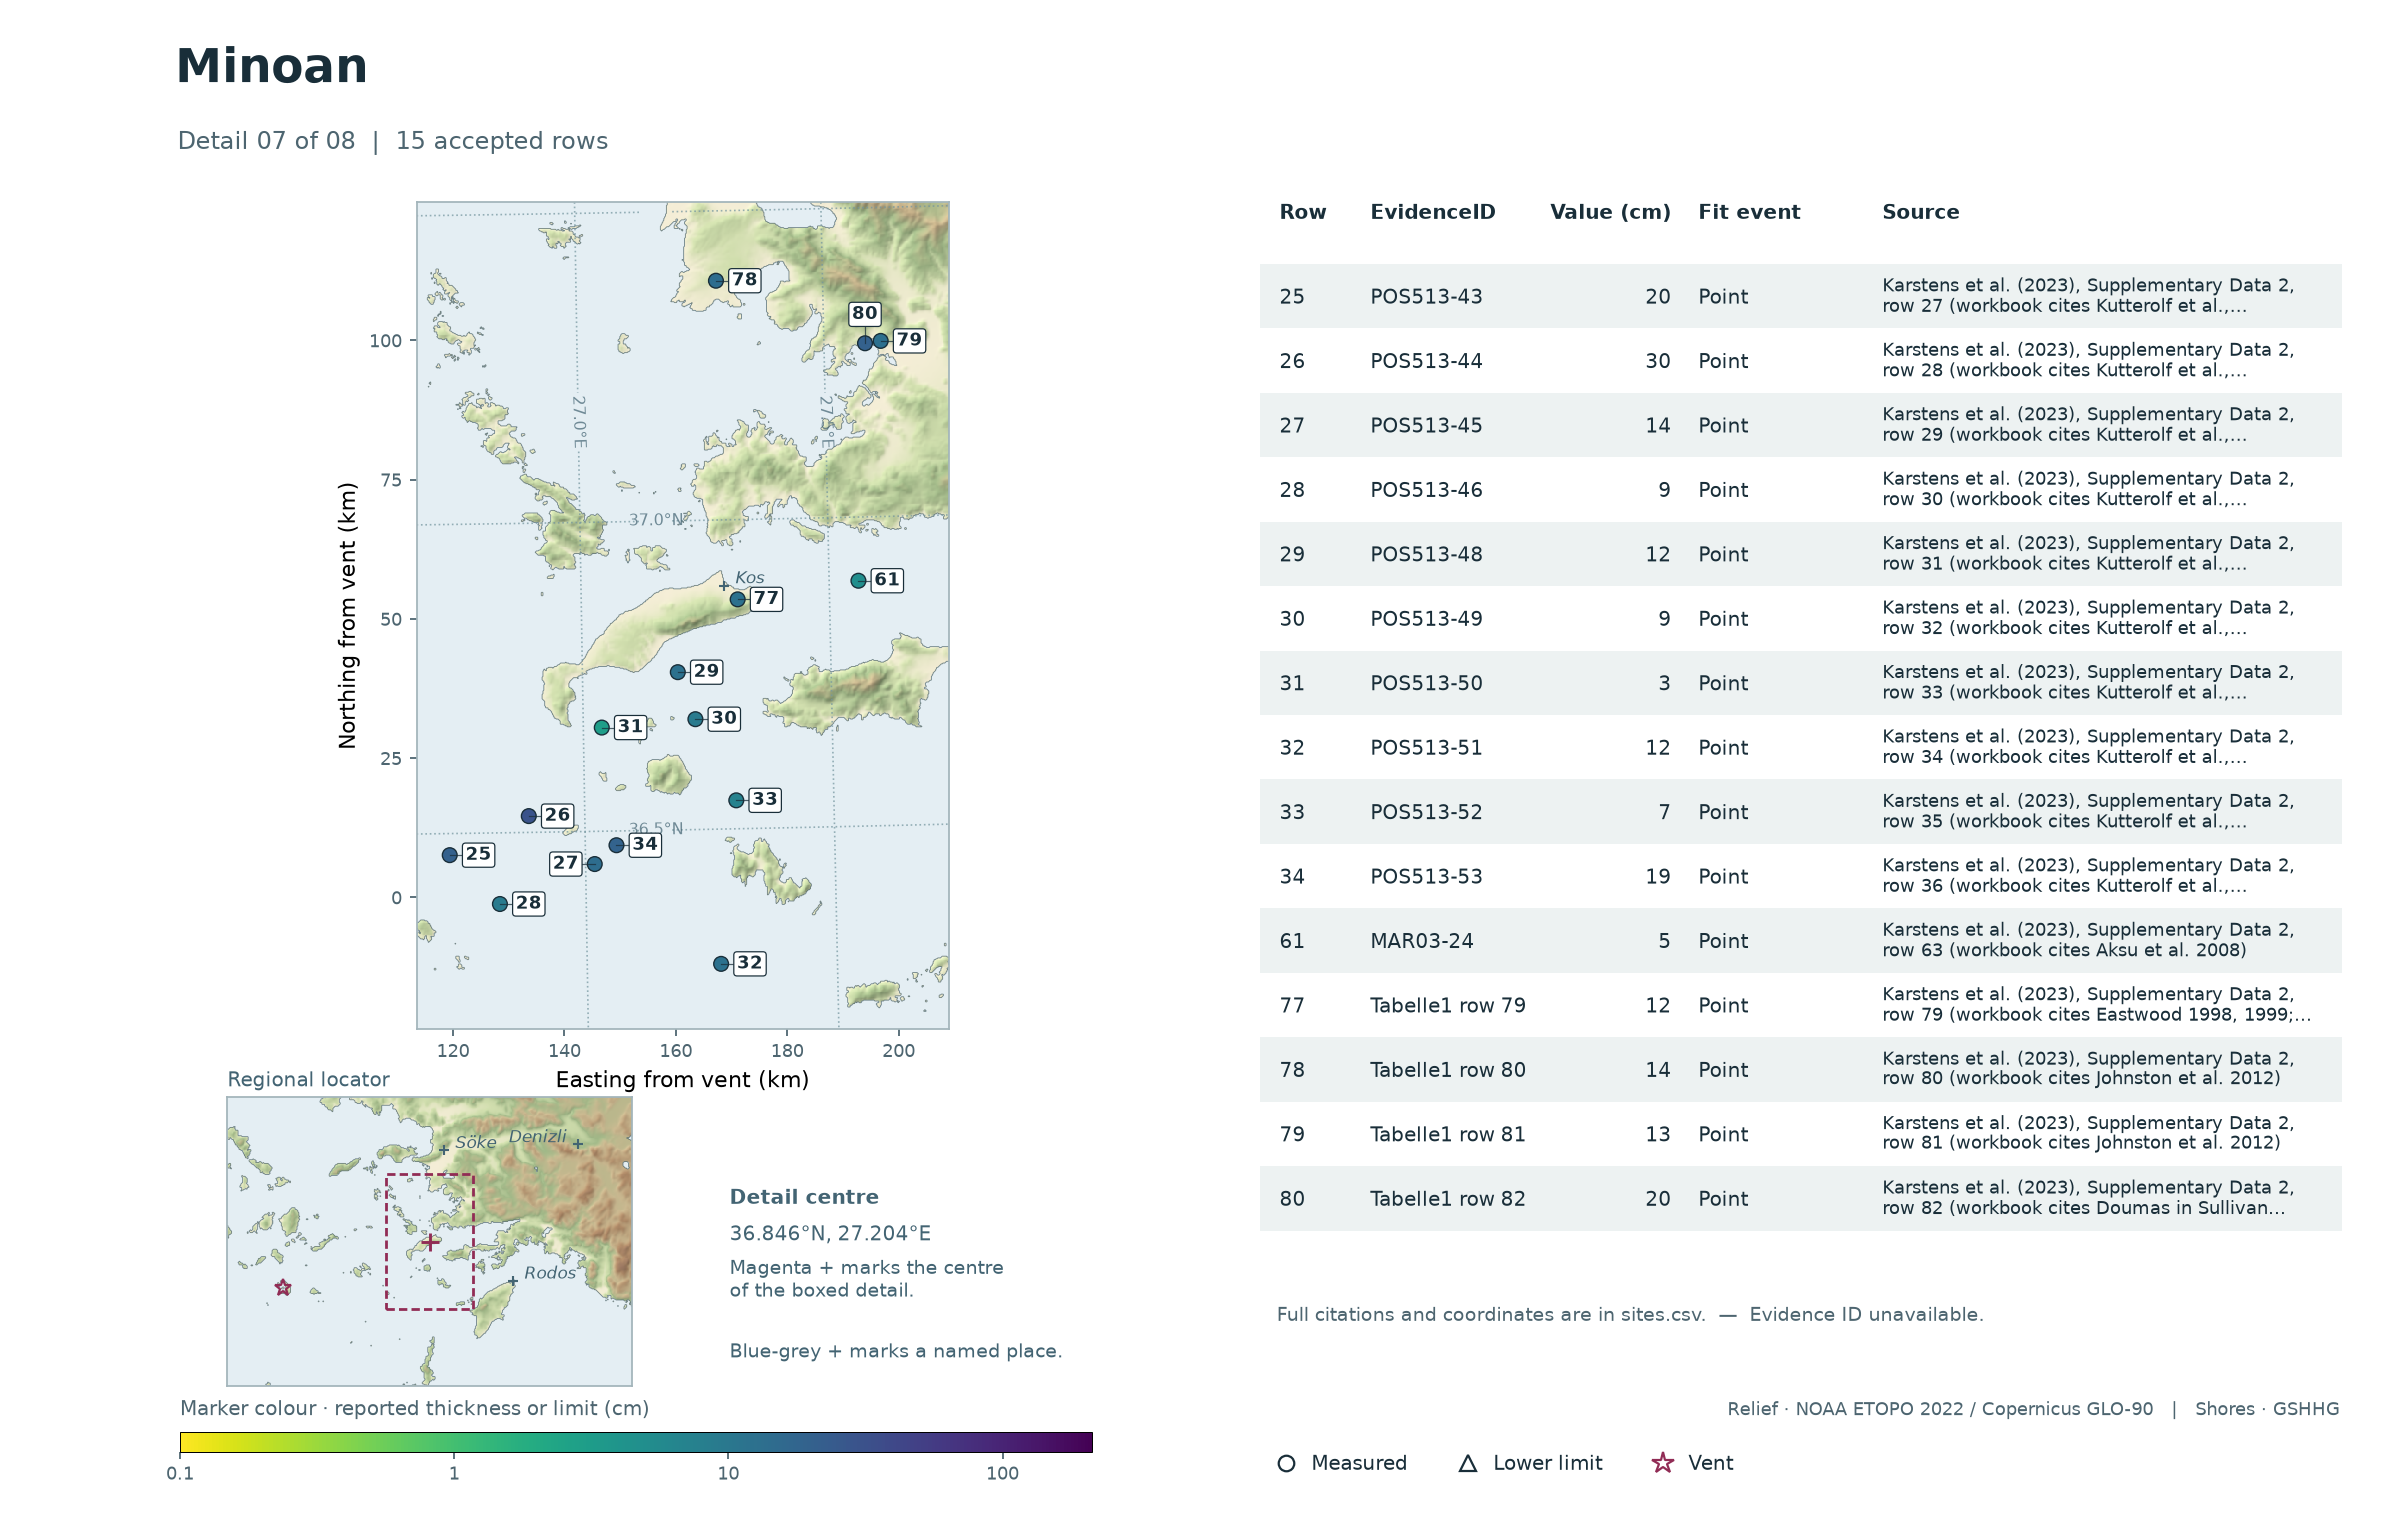 Minoan
Detail 07 of 08 | 15 accepted rows
Northing from vent (km)
100
75
50
25
0
27.0°E
27.5°E
37.0°N
36.5°N
Kos
78
80
79
61
77
29
30
31
33
26
34
25
27
28
32
120 140 160 180 200
Easting from vent (km)
Regional locator
Söke
Denizli
Rodos
Detail centre
36.846°N, 27.204°E
Magenta + marks the centre
of the boxed detail.
Blue-grey + marks a named place.
Marker colour · reported thickness or limit (cm)
0.1 1 10 100
Row EvidenceID Value (cm) Fit event Source
25 POS513-43 20 Point Karstens et al. (2023), Supplementary Data 2,
row 27 (workbook cites Kutterolf et al.,…
26 POS513-44 30 Point Karstens et al. (2023), Supplementary Data 2,
row 28 (workbook cites Kutterolf et al.,…
27 POS513-45 14 Point Karstens et al. (2023), Supplementary Data 2,
row 29 (workbook cites Kutterolf et al.,…
28 POS513-46 9 Point Karstens et al. (2023), Supplementary Data 2,
row 30 (workbook cites Kutterolf et al.,…
29 POS513-48 12 Point Karstens et al. (2023), Supplementary Data 2,
row 31 (workbook cites Kutterolf et al.,…
30 POS513-49 9 Point Karstens et al. (2023), Supplementary Data 2,
row 32 (workbook cites Kutterolf et al.,…
31 POS513-50 3 Point Karstens et al. (2023), Supplementary Data 2,
row 33 (workbook cites Kutterolf et al.,…
32 POS513-51 12 Point Karstens et al. (2023), Supplementary Data 2,
row 34 (workbook cites Kutterolf et al.,…
33 POS513-52 7 Point Karstens et al. (2023), Supplementary Data 2,
row 35 (workbook cites Kutterolf et al.,…
34 POS513-53 19 Point Karstens et al. (2023), Supplementary Data 2,
row 36 (workbook cites Kutterolf et al.,…
61 MAR03-24 5 Point Karstens et al. (2023), Supplementary Data 2,
row 63 (workbook cites Aksu et al. 2008)
77 Tabelle1 row 79 12 Point Karstens et al. (2023), Supplementary Data 2,
row 79 (workbook cites Eastwood 1998, 1999;…
78 Tabelle1 row 80 14 Point Karstens et al. (2023), Supplementary Data 2,
row 80 (workbook cites Johnston et al. 2012)
79 Tabelle1 row 81 13 Point Karstens et al. (2023), Supplementary Data 2,
row 81 (workbook cites Johnston et al. 2012)
80 Tabelle1 row 82 20 Point Karstens et al. (2023), Supplementary Data 2,
row 82 (workbook cites Doumas in Sullivan…
Full citations and coordinates are in sites.csv. — Evidence ID unavailable.
Relief · NOAA ETOPO 2022 / Copernicus GLO-90 | Shores · GSHHG
Measured Lower limit Vent